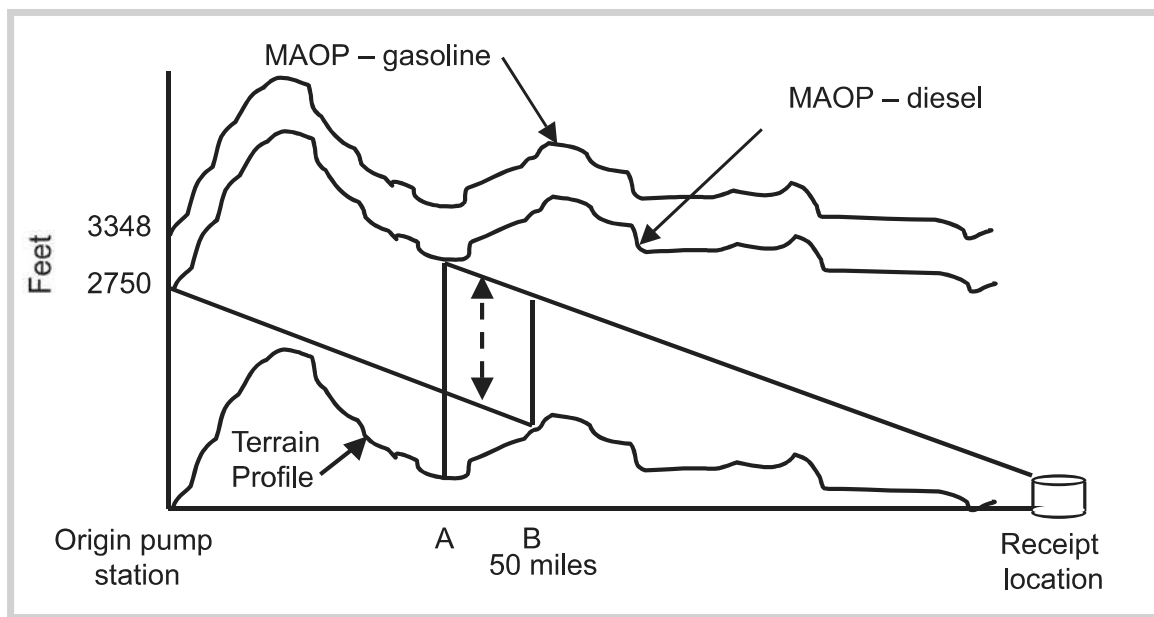 MAOP – gasoline
MAOP – diesel
Feet
3348
2750
Terrain
Profile
A
B
50 miles
Origin pump
station
Receipt
location